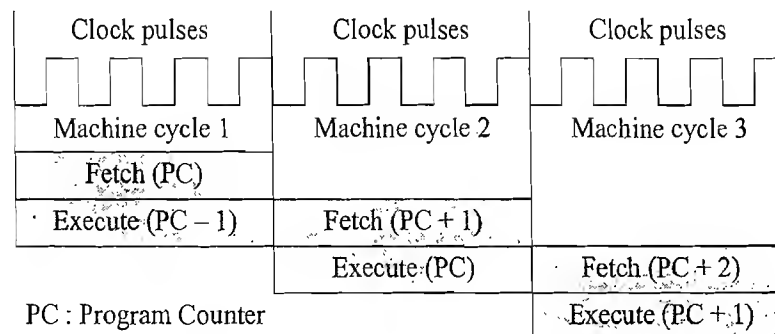 Clock pulses Clock pulses Clock pulses
Machine cycle 1 Machine cycle 2 Machine cycle 3
Fetch (PC)
Execute (PC – 1) Fetch (PC + 1)
Execute (PC) Fetch (PC + 2)
PC : Program Counter Execute (PC + 1)